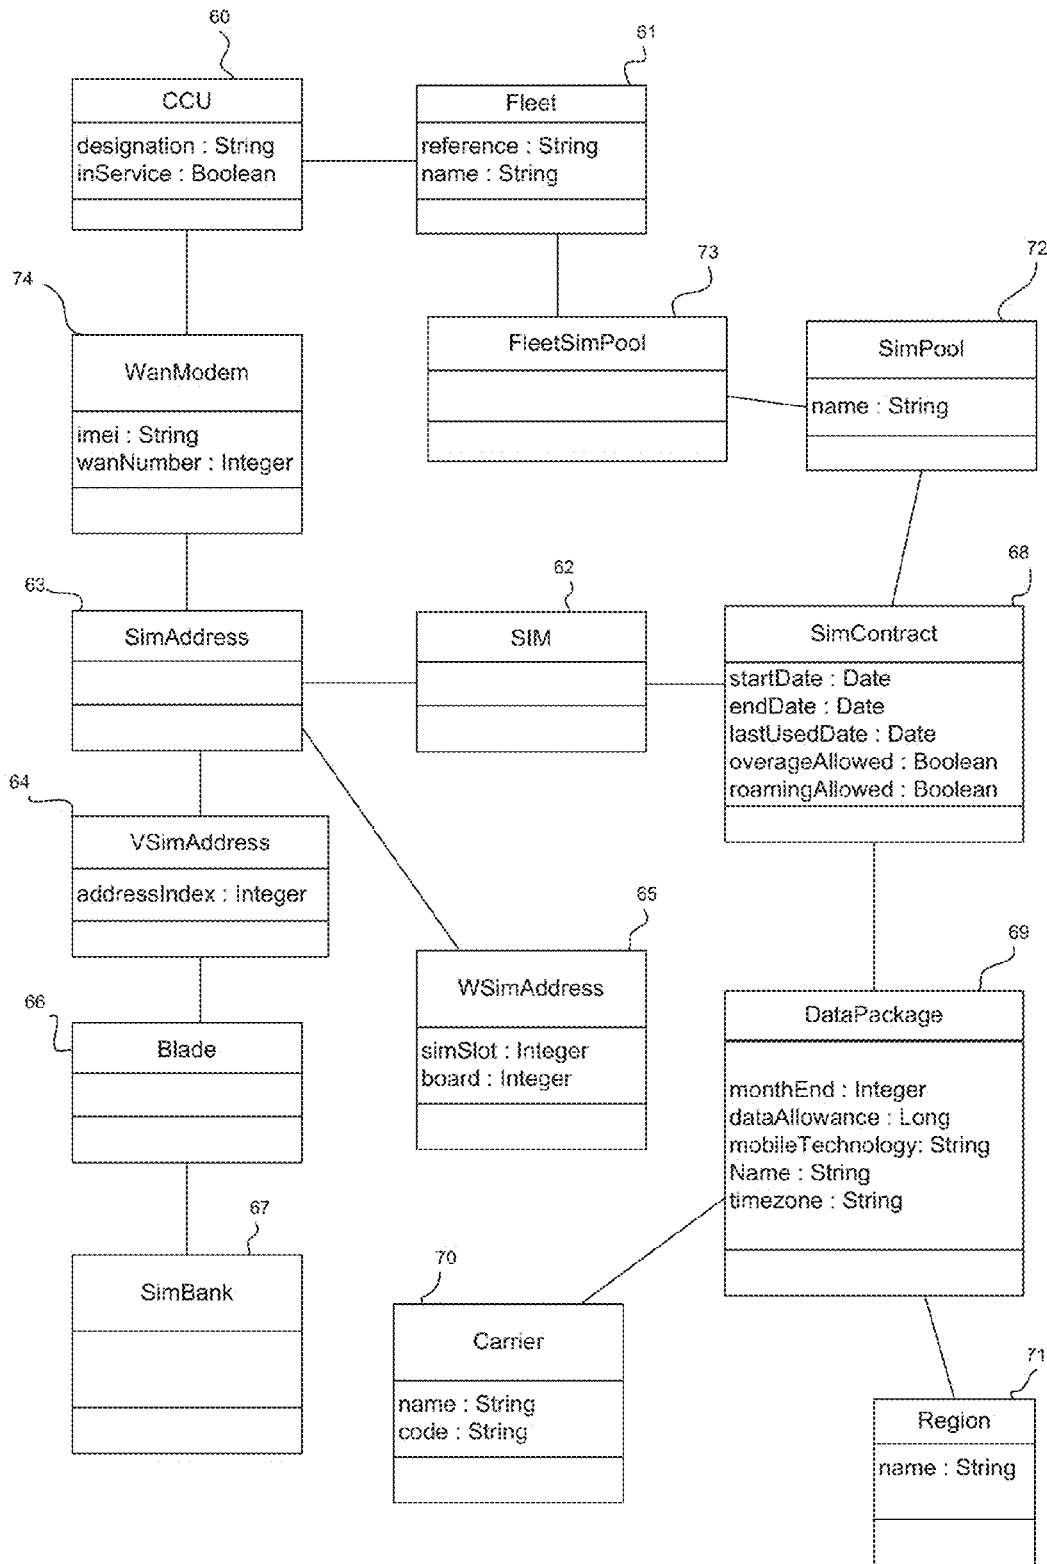 60
CCU
designation : String
inService : Boolean
61
Fleet
reference : String
name : String
74
WanModem
imei : String
wanNumber : Integer
73
FleetSimPool
72
SimPool
name : String
63
SimAddress
62
SIM
68
SimContract
startDate : Date
endDate : Date
lastUsedDate : Date
overageAllowed : Boolean
roamingAllowed : Boolean
64
VSimAddress
addressIndex : Integer
65
WSimAddress
simSlot : Integer
board : Integer
69
DataPackage
monthEnd : Integer
dataAllowance : Long
mobileTechnology: String
Name : String
timezone : String
66
Blade
67
SimBank
70
Carrier
name : String
code : String
71
Region
name : String